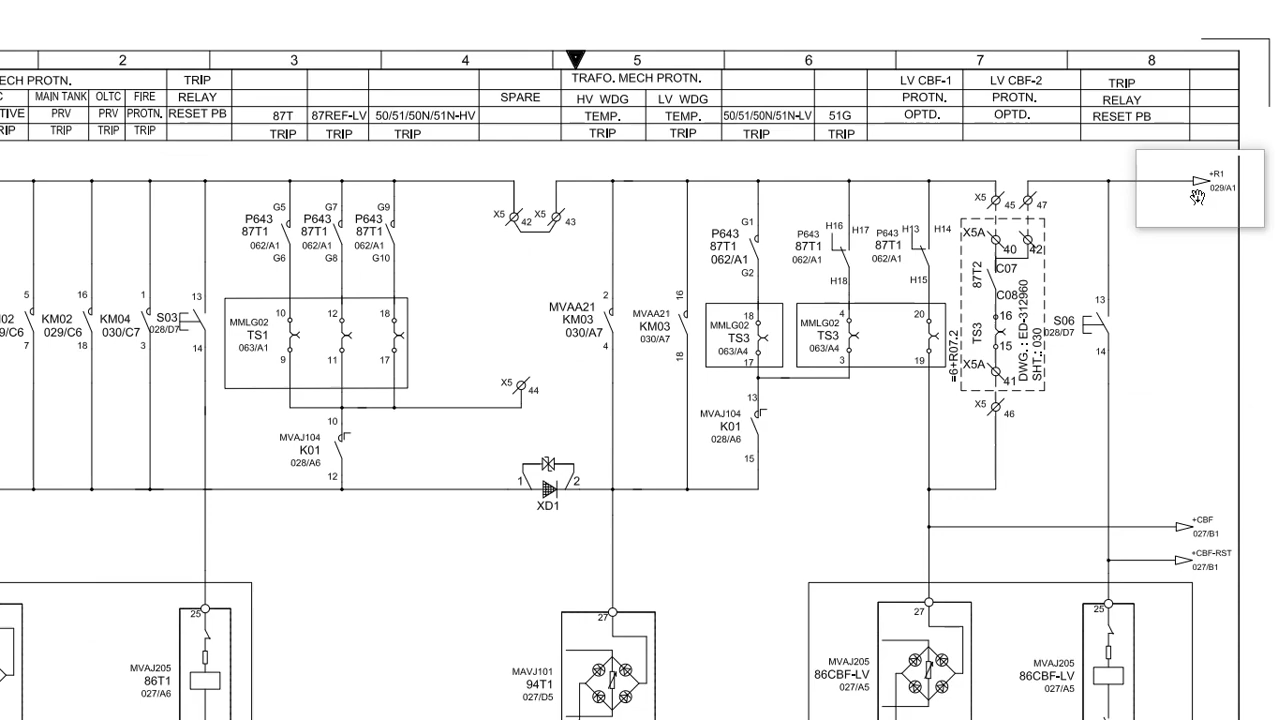 2 3 4 5 6 7 8
ECH PROTN. TRIP TRAFO. MECH PROTN. LV CBF-1 LV CBF-2 TRIP
C MAIN TANK OLTC FIRE RELAY SPARE HV WDG LV WDG PROTN. PROTN. RELAY
TIVE PRV PRV PROTN. RESET PB 87T 87REF-LV 50/51/50N/51N-HV TEMP. TEMP. 50/51/50N/51N-LV 51G OPTD. OPTD. RESET PB
RIP TRIP TRIP TRIP TRIP TRIP TRIP TRIP TRIP TRIP TRIP
+R1
029/A1
G5 G7 G9
P643 P643 P643
87T1 87T1 87T1
062/A1 062/A1 062/A1
G6 G8 G10
X5 42 X5 43
G1
P643
87T1
062/A1
G2
H16 H17
P643
87T1
062/A1
H18
H13 H14
P643
87T1
062/A1
H15
X5 45 47
X5A 40 42
87T2 C07
C08
TS3 16
15
X5A 41
X5 46
=6+R07.2
DWG. : ED-312960
SHT. : 030
5 16 1 13
02 KM02 KM04 S03
9/C6 029/C6 030/C7 028/D7
7 18 3 14
10 12 18
MMLG02
TS1
063/A1
9 11 17
X5 44
10
MVAJ104
K01
028/A6
12
2
MVAA21
KM03
030/A7
4
16
MVAA21
KM03
030/A7
18
18
MMLG02
TS3
063/A4
17
4 20
MMLG02
TS3
063/A4
3 19
13
MVAJ104
K01
028/A6
15
13
S06
028/D7
14
1 2
XD1
+CBF
027/B1
+CBF-RST
027/B1
25
MVAJ205
86T1
027/A6
27
MAVJ101
94T1
027/D5
27
MVAJ205
86CBF-LV
027/A5
25
MVAJ205
86CBF-LV
027/A5